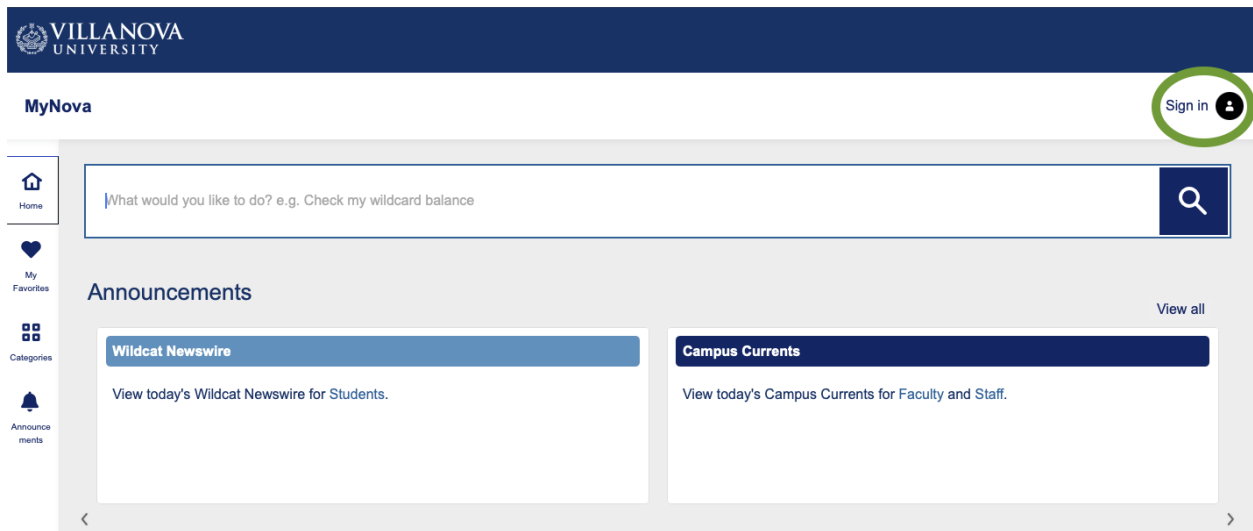 VILLANOVA
UNIVERSITY
MyNova
Sign in
Home
My
Favorites
Categories
Announce
ments
What would you like to do? e.g. Check my wildcard balance
Announcements
View all
Wildcat Newswire
View today's Wildcat Newswire for Students.
Campus Currents
View today's Campus Currents for Faculty and Staff.